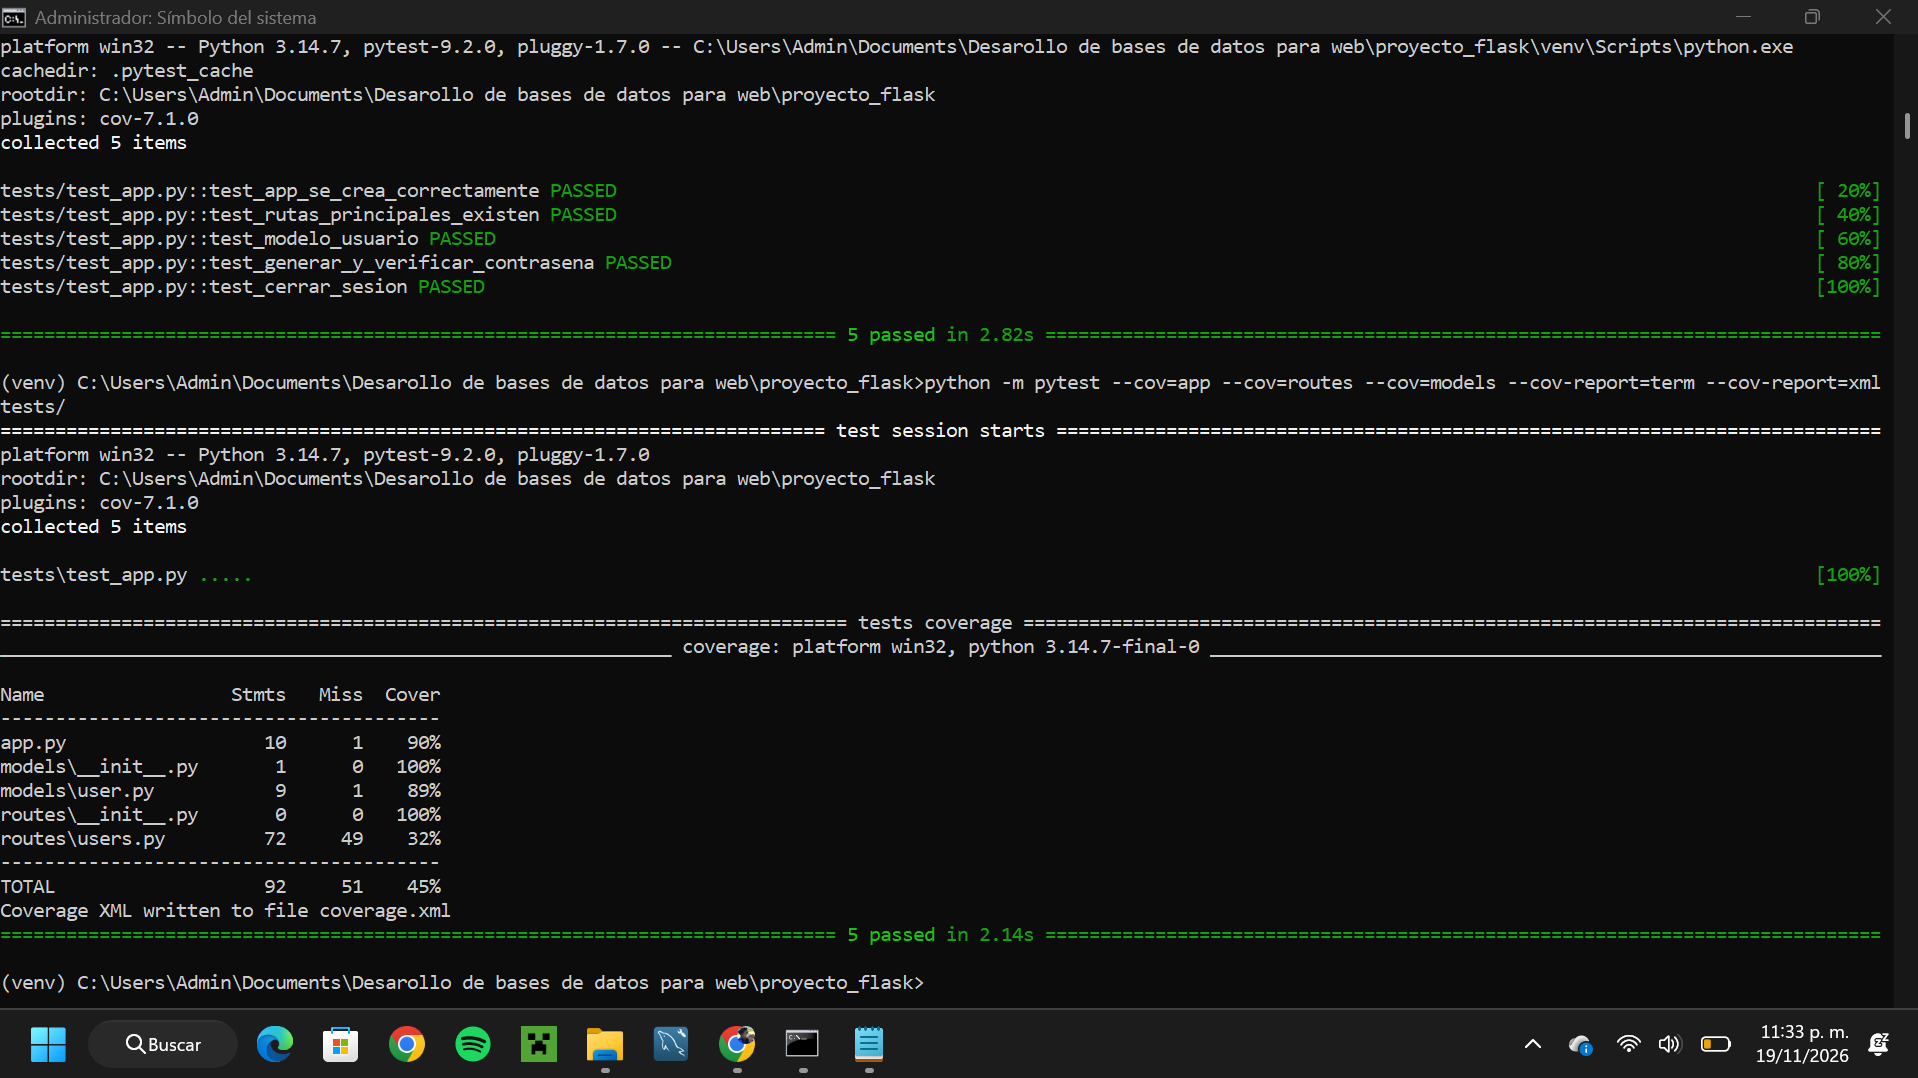 Administrador: Símbolo del sistema
platform win32 -- Python 3.14.7, pytest-9.2.0, pluggy-1.7.0 -- C:\Users\Admin\Documents\Desarollo de bases de datos para web\proyecto_flask\venv\Scripts\python.exe
cachedir: .pytest_cache
rootdir: C:\Users\Admin\Documents\Desarollo de bases de datos para web\proyecto_flask
plugins: cov-7.1.0
collected 5 items
tests/test_app.py::test_app_se_crea_correctamente PASSED [ 20%]
tests/test_app.py::test_rutas_principales_existen PASSED [ 40%]
tests/test_app.py::test_modelo_usuario PASSED [ 60%]
tests/test_app.py::test_generar_y_verificar_contrasena PASSED [ 80%]
tests/test_app.py::test_cerrar_sesion PASSED [100%]
============================================================================ 5 passed in 2.82s ============================================================================
(venv) C:\Users\Admin\Documents\Desarollo de bases de datos para web\proyecto_flask>python -m pytest --cov=app --cov=routes --cov=models --cov-report=term --cov-report=xml
tests/
=========================================================================== test session starts ===========================================================================
platform win32 -- Python 3.14.7, pytest-9.2.0, pluggy-1.7.0
rootdir: C:\Users\Admin\Documents\Desarollo de bases de datos para web\proyecto_flask
plugins: cov-7.1.0
collected 5 items
tests\test_app.py ..... [100%]
============================================================================= tests coverage ==============================================================================
_____________________________________________________________ coverage: platform win32, python 3.14.7-final-0 _____________________________________________________________
Name Stmts Miss Cover
----------------------------------------
app.py 10 1 90%
models\__init__.py 1 0 100%
models\user.py 9 1 89%
routes\__init__.py 0 0 100%
routes\users.py 72 49 32%
----------------------------------------
TOTAL 92 51 45%
Coverage XML written to file coverage.xml
============================================================================ 5 passed in 2.14s ============================================================================
(venv) C:\Users\Admin\Documents\Desarollo de bases de datos para web\proyecto_flask>
Buscar
11:33 p. m.
19/11/2026